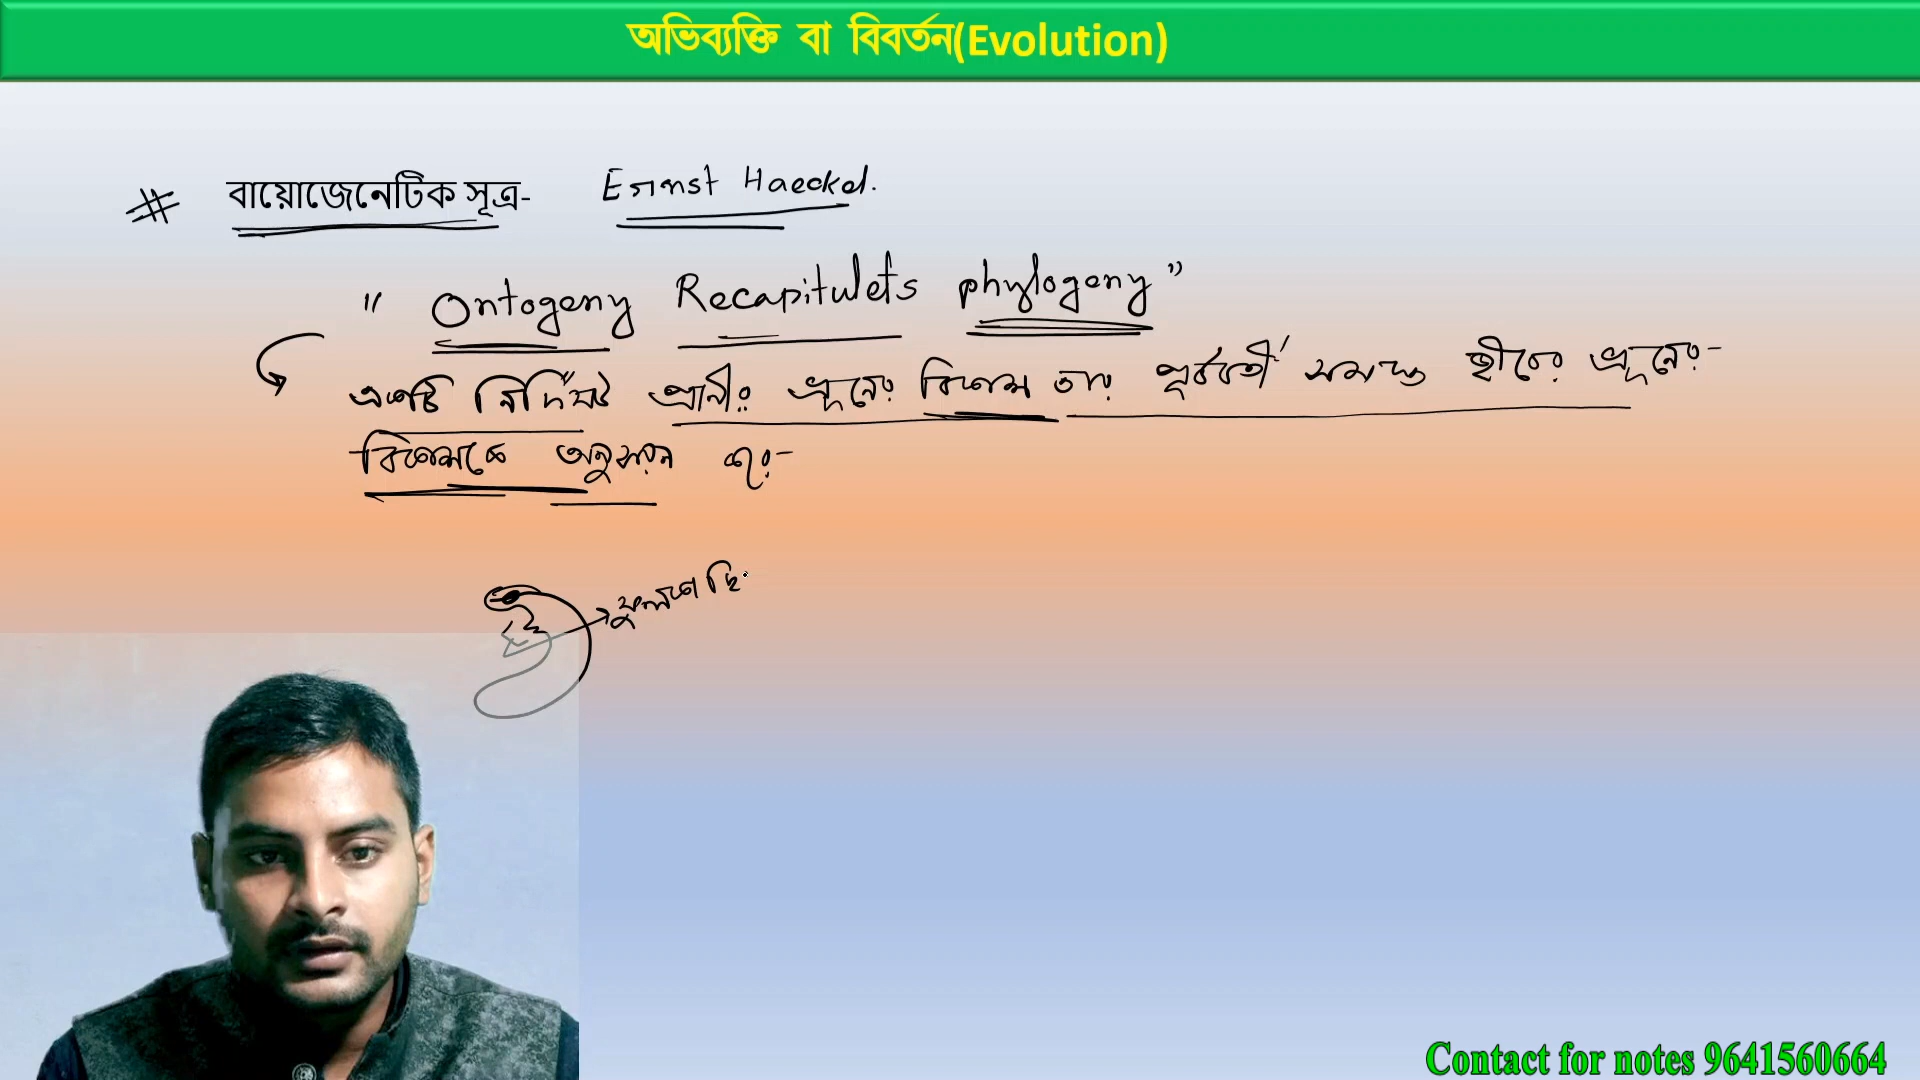 অভিব্যক্তি বা বিবর্তন(Evolution)
# বায়োজেনেটিক সূত্র- Ernst Haeckel.
" Ontogeny Recapitulets phylogeny"
একটি নির্দিষ্ট প্রাণীর ভ্রূনের বিকাশ তার পূর্ববর্তী সমস্ত জীবের ভ্রূনের-
বিকাশকে অনুসরন করে-
ফুলকা ছি
Contact for notes 9641560664